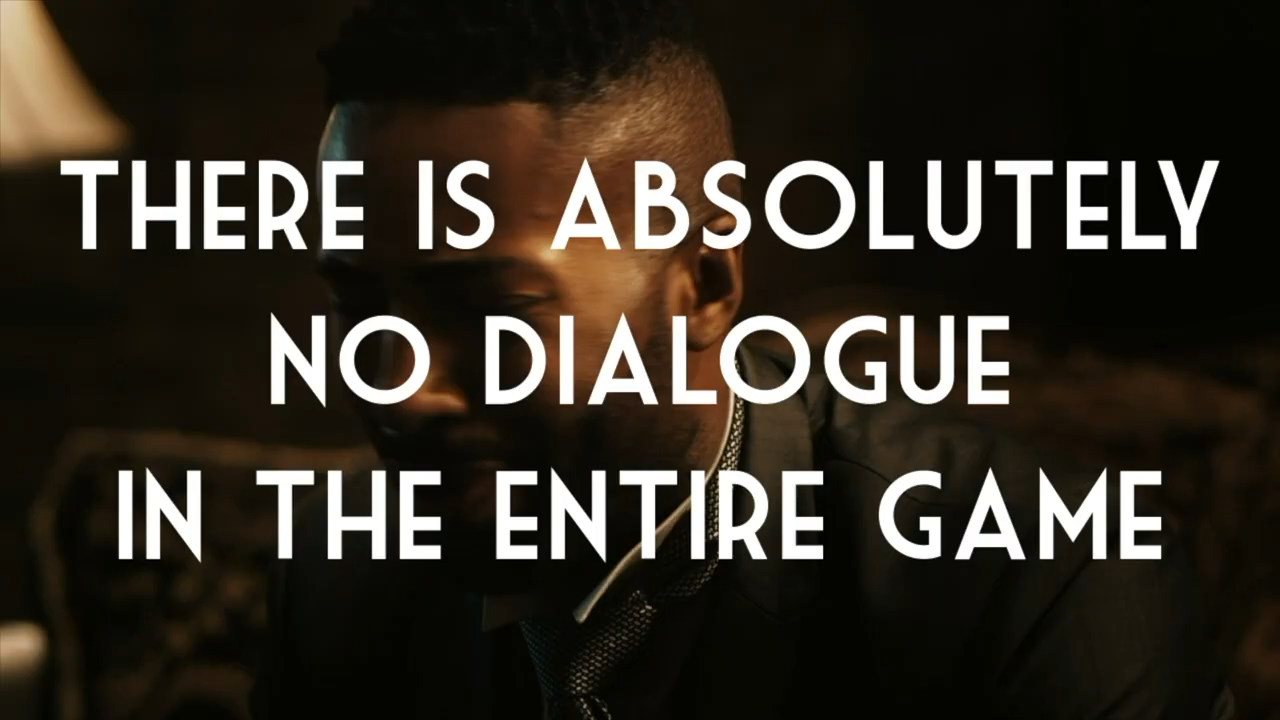 THERE IS ABSOLUTELY
NO DIALOGUE
IN THE ENTIRE GAME